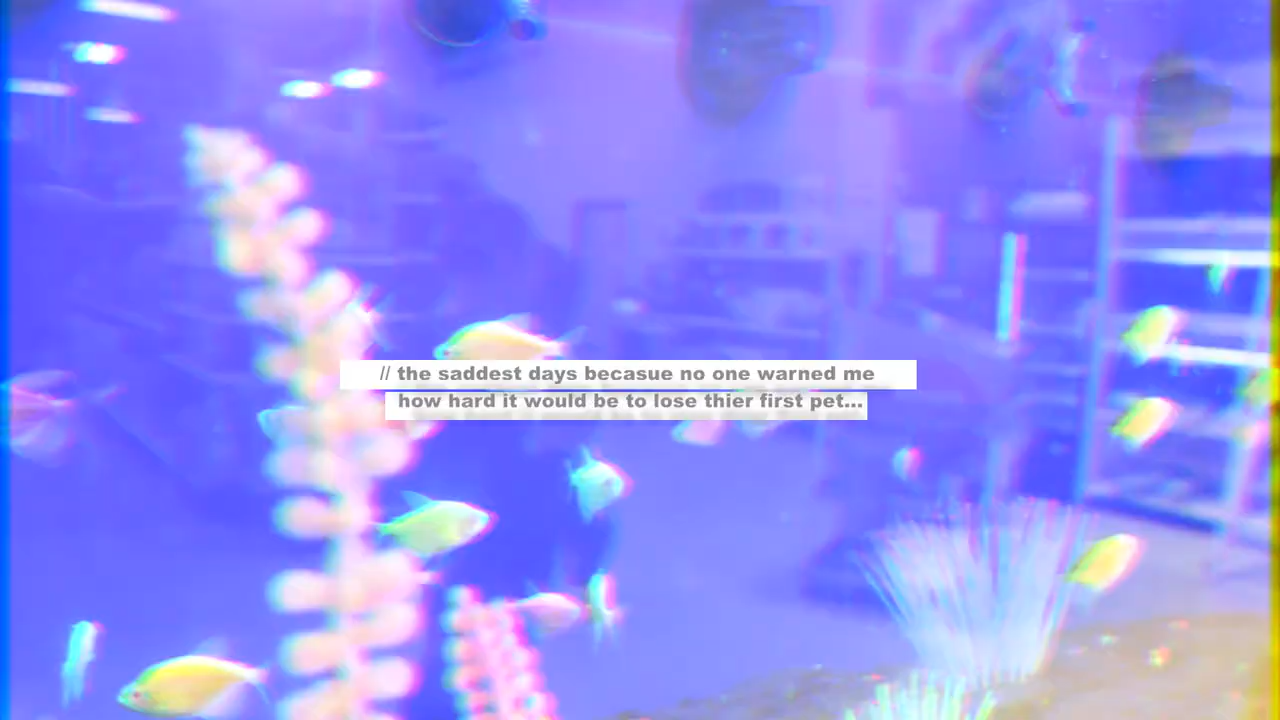 // the saddest days becasue no one warned me
how hard it would be to lose thier first pet...